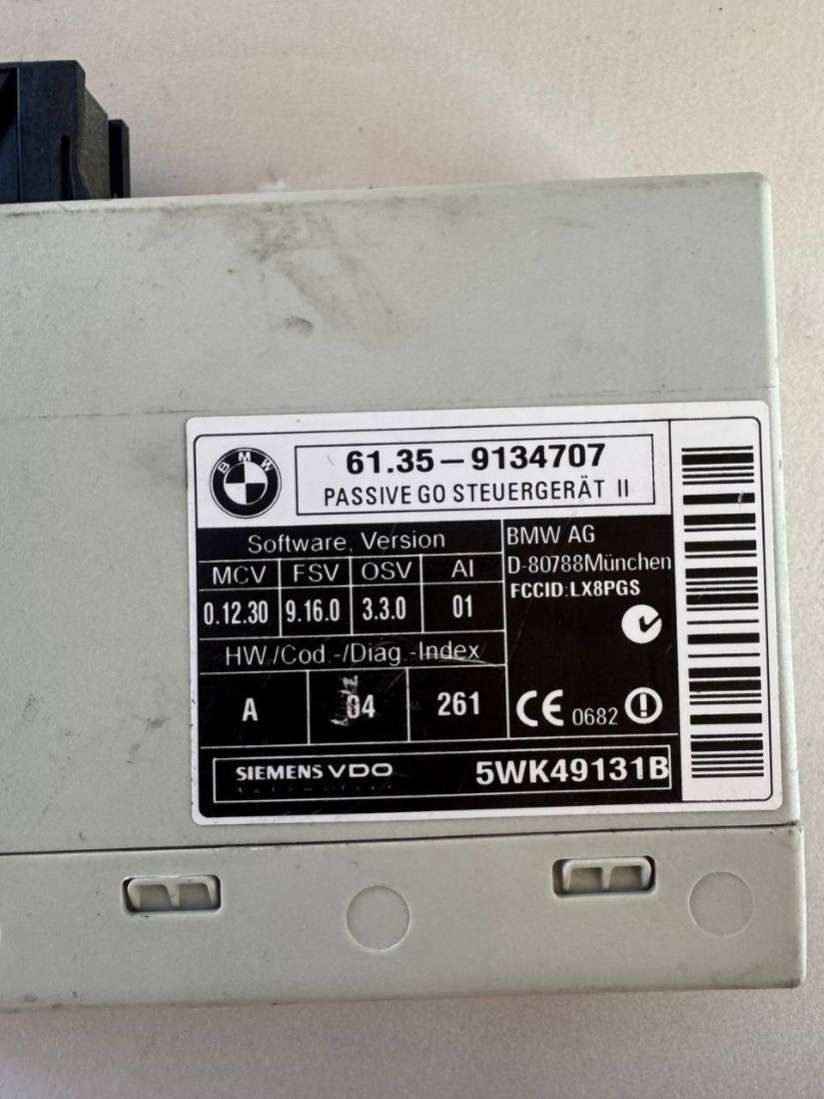 BMW
61.35-9134707
PASSIVE GO STEUERGERÄT II
Software, Version
MCV FSV OSV AI
0.12.30 9.16.0 3.3.0 01
HW./Cod.-/Diag.-Index
A 04 261
BMW AG
D-80788München
FCCID:LX8PGS
CE 0682
SIEMENS VDO
Automotive
5WK49131B